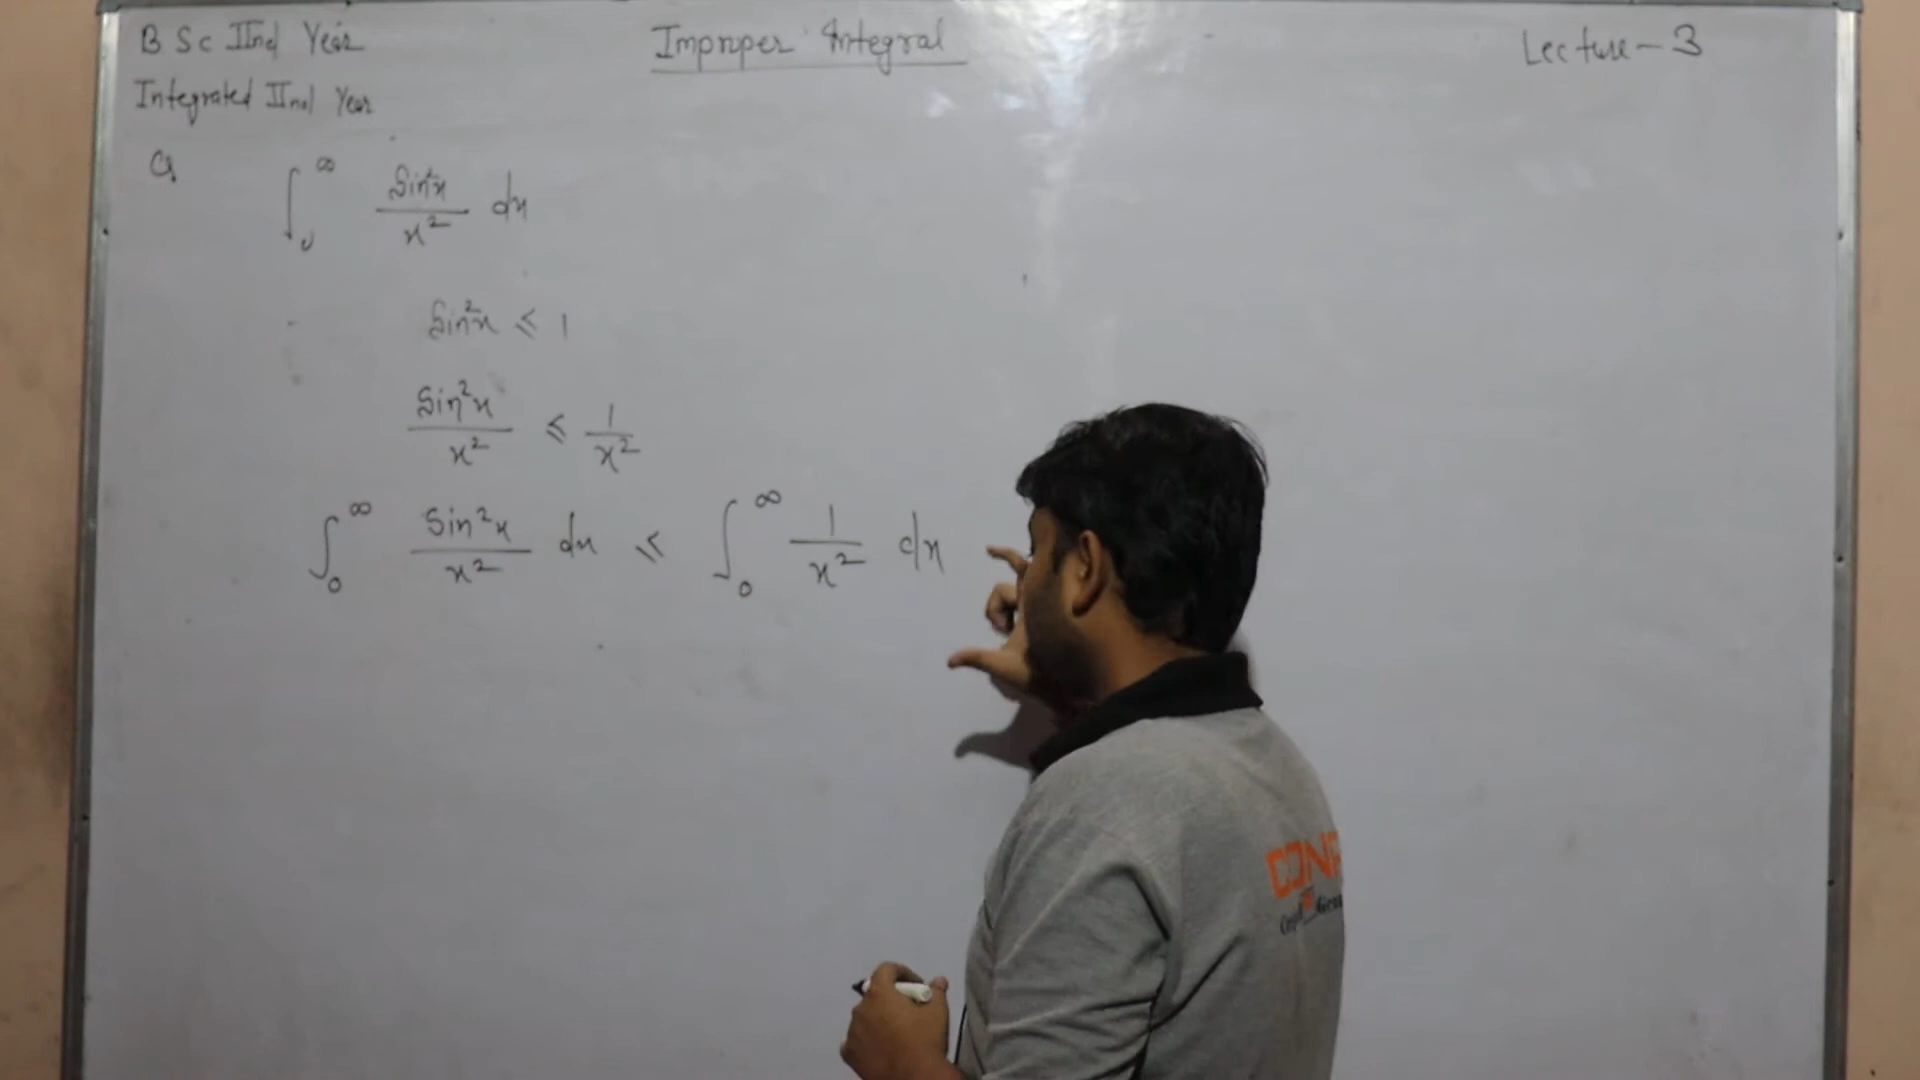 B Sc IInd Year
Improper Integral
Lecture - 3
Integrated IInd Year
Q ∫₀^∞ Sin²x/x² dx
Sin²x ≤ 1
Sin²x/x² ≤ 1/x²
∫₀^∞ Sin²x/x² dx ≤ ∫₀^∞ 1/x² dx